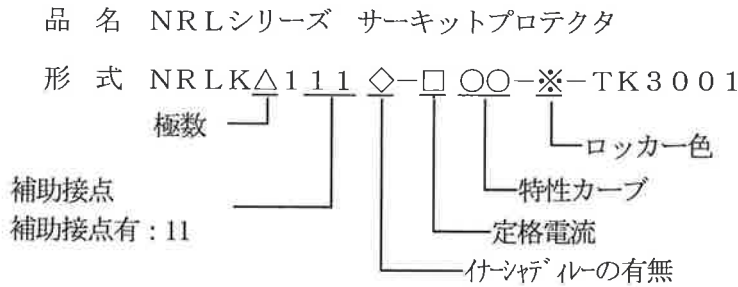 品 名 NRLシリーズ サーキットプロテクタ
形 式 NRLK△111◇-□○○-※-TK3001
極数
ロッカー色
補助接点
補助接点有：11
特性カーブ
定格電流
イナーシャディレーの有無